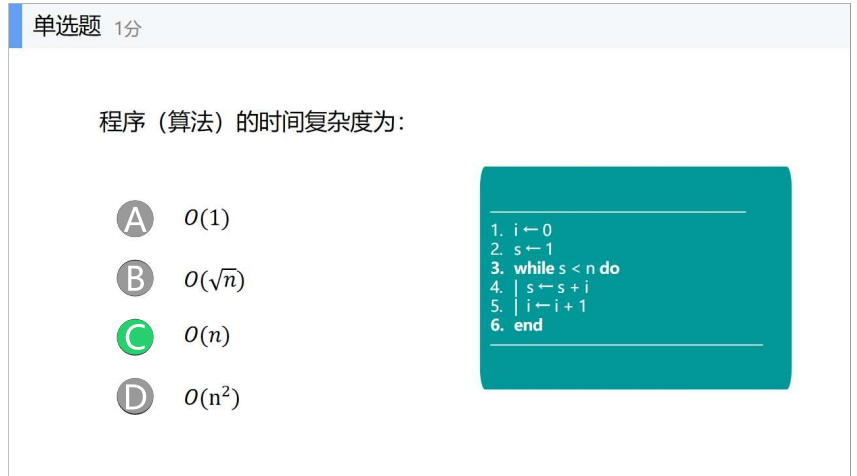 单选题 1分
程序（算法）的时间复杂度为：
A O(1)
B O(√n)
C O(n)
D O(n²)
1. i ← 0
2. s ← 1
3. while s < n do
4. | s ← s + i
5. | i ← i + 1
6. end